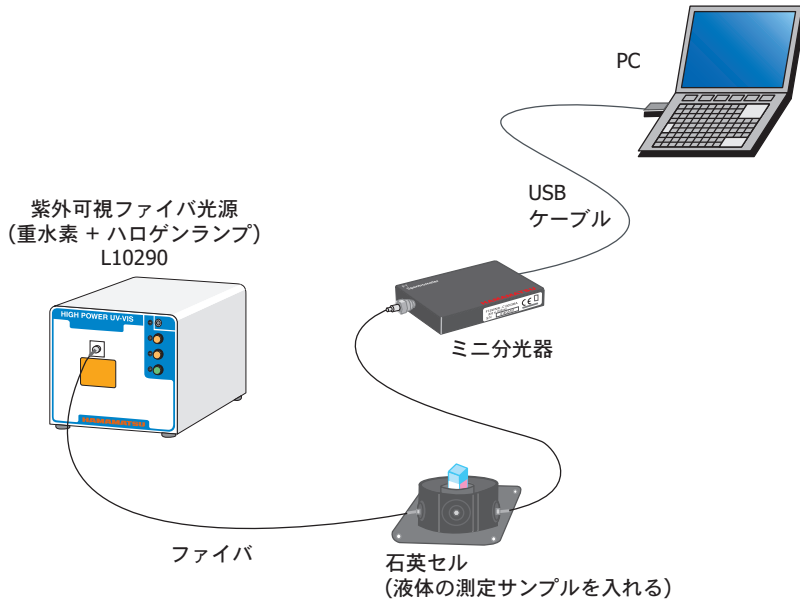 PC
USB
ケーブル
紫外可視ファイバ光源
(重水素 + ハロゲンランプ)
L10290
HIGH POWER UV-VIS
HAMAMATSU
ミニ分光器
ファイバ
石英セル
(液体の測定サンプルを入れる)